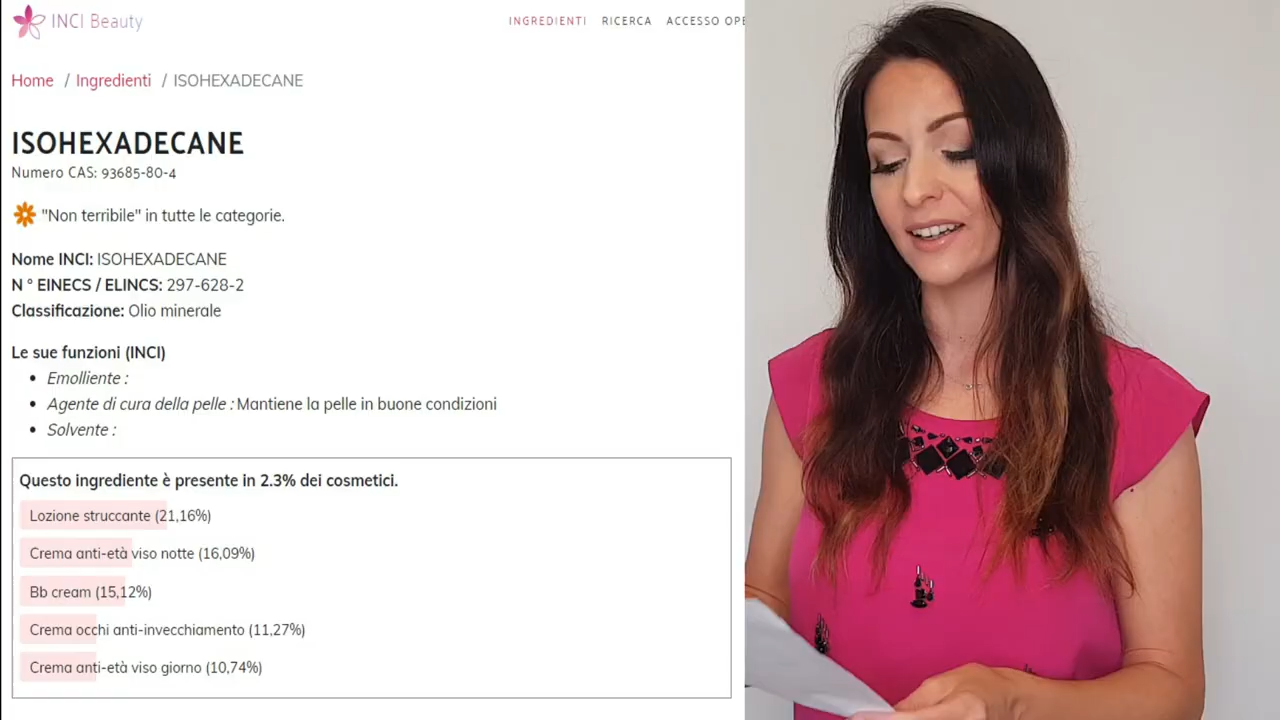 INCI Beauty
INGREDIENTI RICERCA ACCESSO OPE
Home / Ingredienti / ISOHEXADECANE
ISOHEXADECANE
Numero CAS: 93685-80-4
"Non terribile" in tutte le categorie.
Nome INCI: ISOHEXADECANE
N ° EINECS / ELINCS: 297-628-2
Classificazione: Olio minerale
Le sue funzioni (INCI)
• Emolliente :
• Agente di cura della pelle : Mantiene la pelle in buone condizioni
• Solvente :
Questo ingrediente è presente in 2.3% dei cosmetici.
Lozione struccante (21,16%)
Crema anti-età viso notte (16,09%)
Bb cream (15,12%)
Crema occhi anti-invecchiamento (11,27%)
Crema anti-età viso giorno (10,74%)